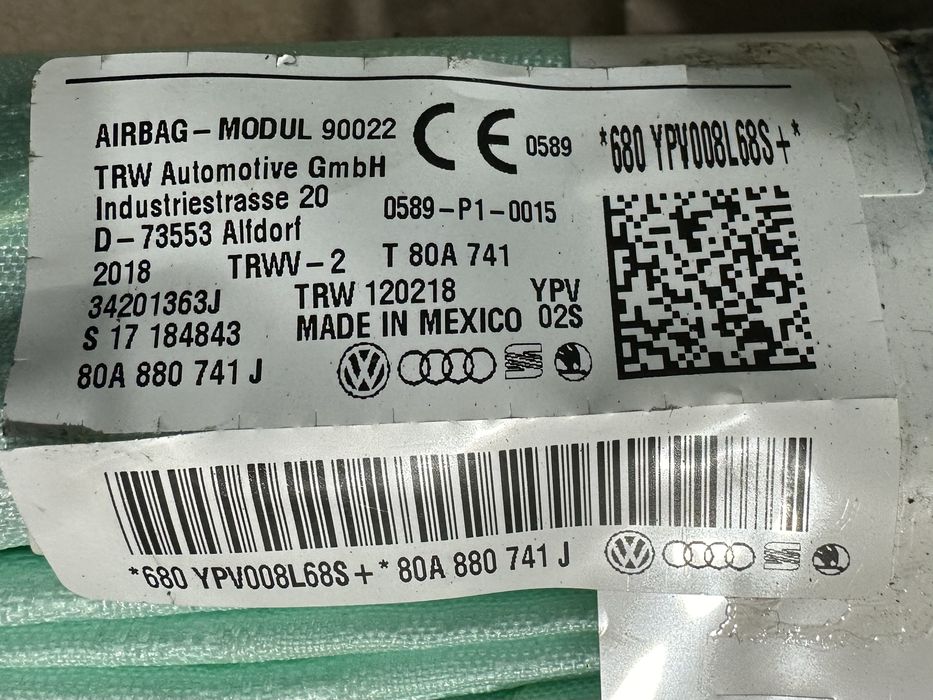 AIRBAG-MODUL 90022
CE 0589
*680 YPV008L68S+*
TRW Automotive GmbH
Industriestrasse 20
0589-P1-0015
D-73553 Alfdorf
2018 TRWV-2 T 80A 741
34201363J TRW 120218 YPV
S 17 184843 MADE IN MEXICO 02S
80A 880 741 J
*680 YPV008L68S+*80A 880 741 J